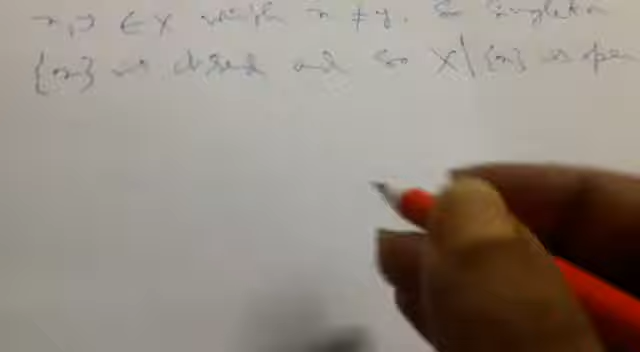 x, y ∈ X with x ≠ y. So singleton
{x} is closed and so X\{x} is open